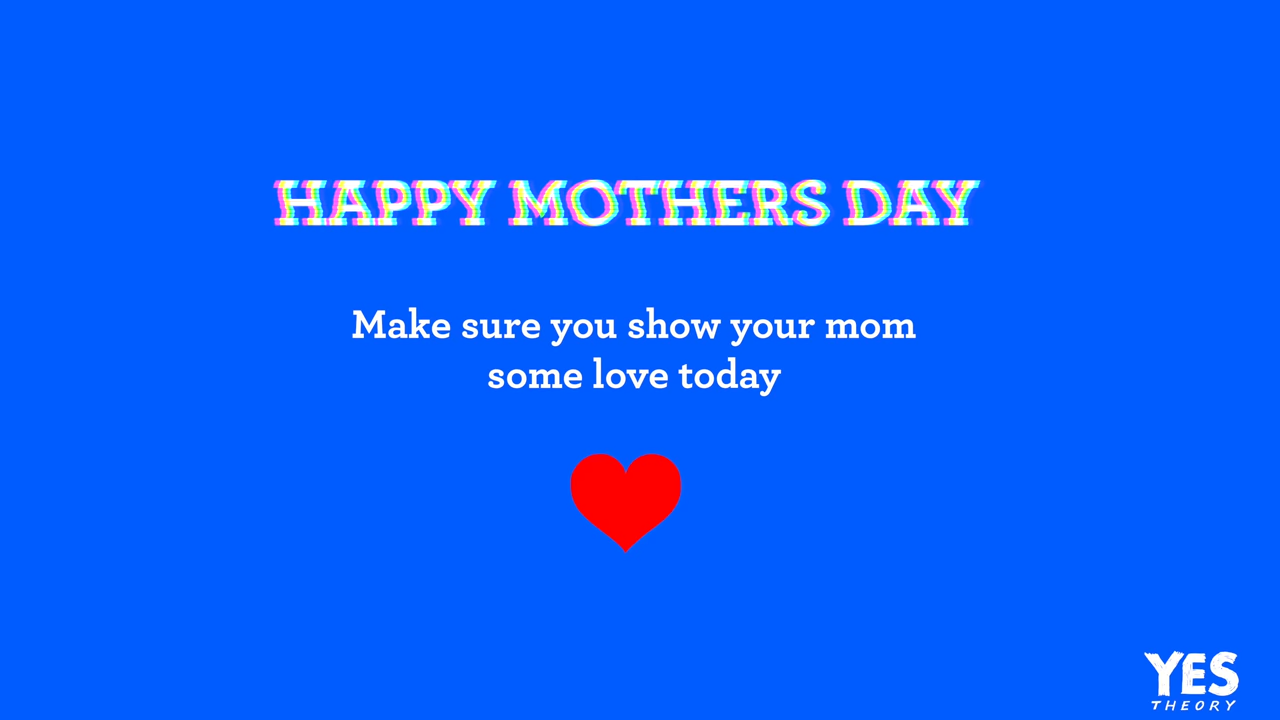 HAPPY MOTHERS DAY
Make sure you show your mom
some love today
YES
THEORY